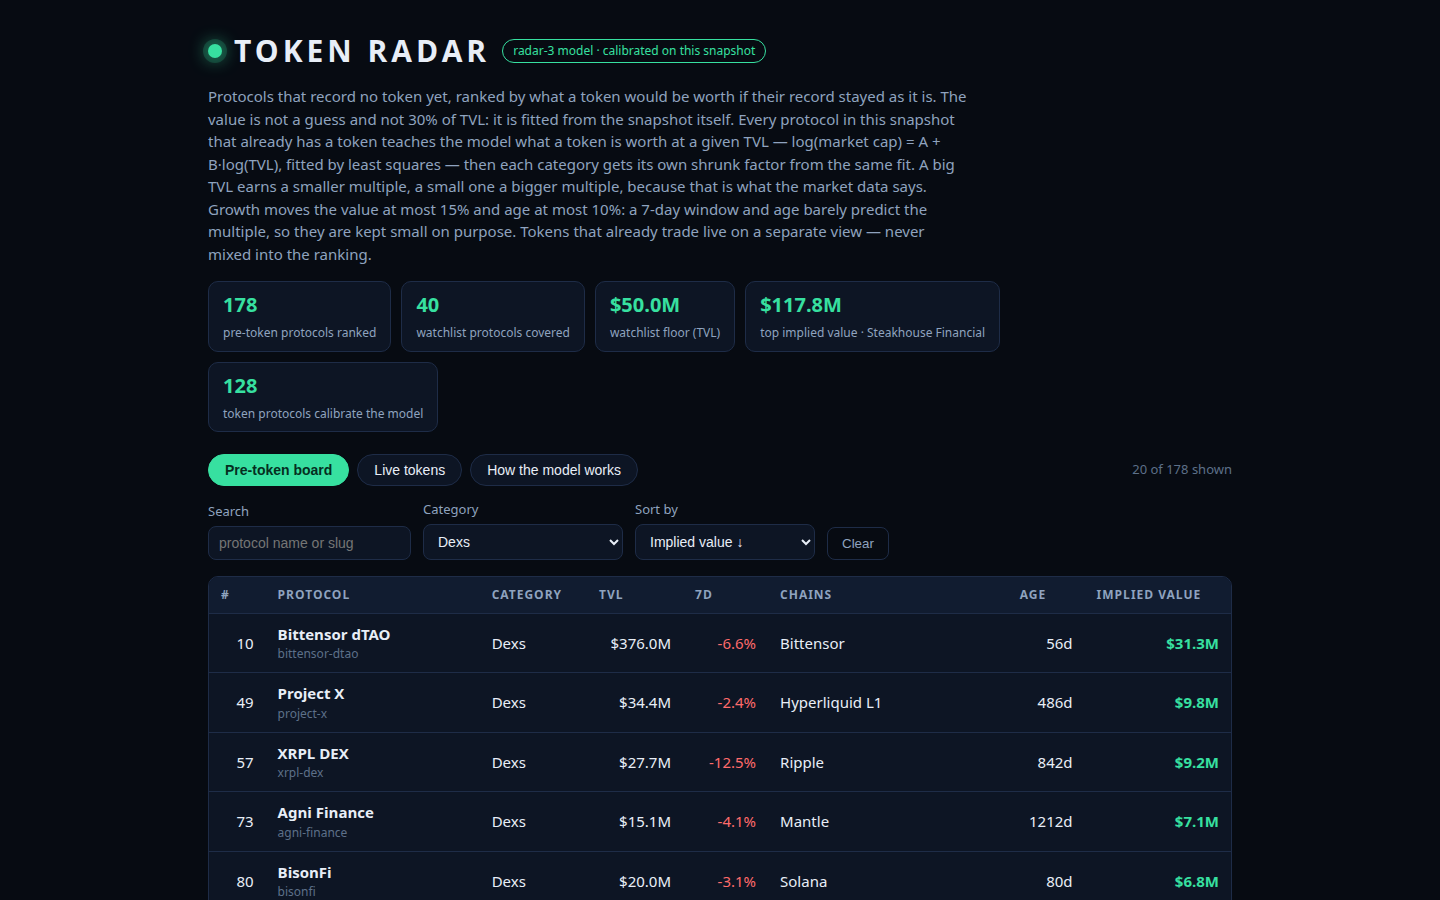 TOKEN RADAR
radar-3 model · calibrated on this snapshot
Protocols that record no token yet, ranked by what a token would be worth if their record stayed as it is. The
value is not a guess and not 30% of TVL: it is fitted from the snapshot itself. Every protocol in this snapshot
that already has a token teaches the model what a token is worth at a given TVL — log(market cap) = A +
B·log(TVL), fitted by least squares — then each category gets its own shrunk factor from the same fit. A big
TVL earns a smaller multiple, a small one a bigger multiple, because that is what the market data says.
Growth moves the value at most 15% and age at most 10%: a 7-day window and age barely predict the
multiple, so they are kept small on purpose. Tokens that already trade live on a separate view — never
mixed into the ranking.
178
pre-token protocols ranked
40
watchlist protocols covered
$50.0M
watchlist floor (TVL)
$117.8M
top implied value · Steakhouse Financial
128
token protocols calibrate the model
Pre-token board
Live tokens
How the model works
20 of 178 shown
Search
protocol name or slug
Category
Dexs
Sort by
Implied value ↓
Clear
# PROTOCOL CATEGORY TVL 7D CHAINS AGE IMPLIED VALUE
10 Bittensor dTAO Dexs $376.0M -6.6% Bittensor 56d $31.3M
bittensor-dtao
49 Project X Dexs $34.4M -2.4% Hyperliquid L1 486d $9.8M
project-x
57 XRPL DEX Dexs $27.7M -12.5% Ripple 842d $9.2M
xrpl-dex
73 Agni Finance Dexs $15.1M -4.1% Mantle 1212d $7.1M
agni-finance
80 BisonFi Dexs $20.0M -3.1% Solana 80d $6.8M
bisonfi